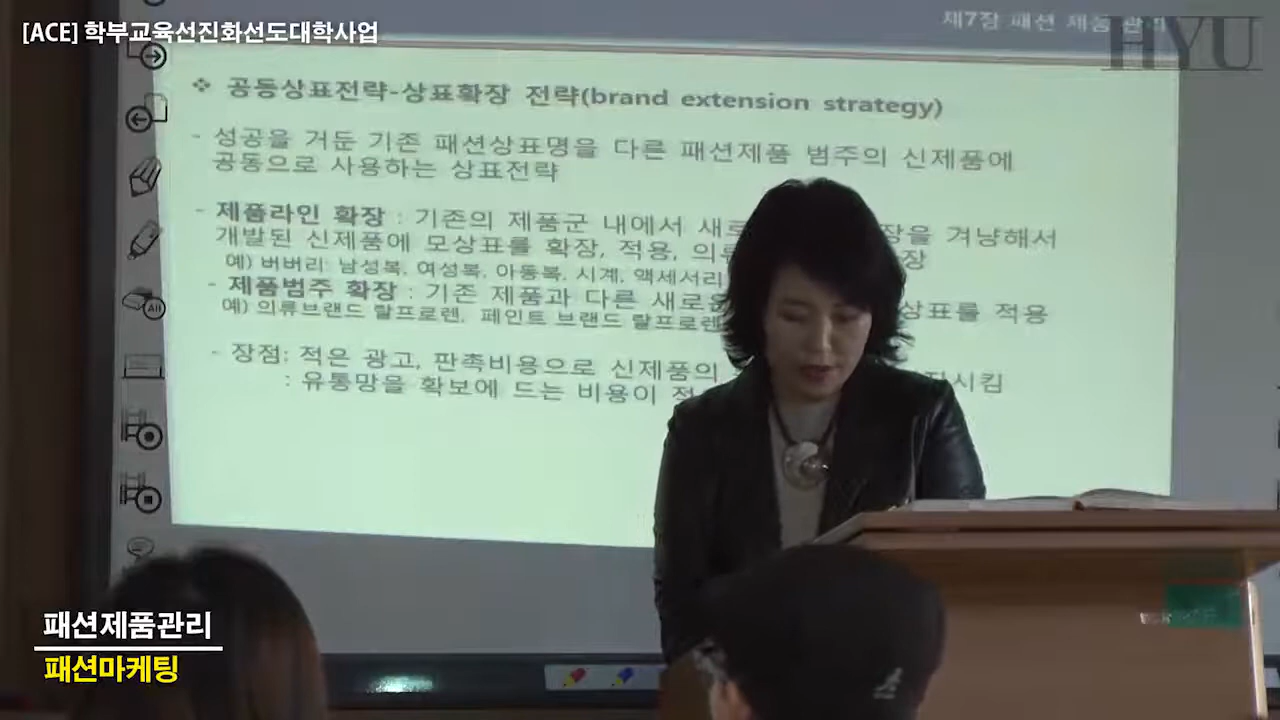 [ACE] 학부교육선진화선도대학사업
제7장 패션 제품 관리
HYU
❖ 공동상표전략-상표확장 전략(brand extension strategy)
- 성공을 거둔 기존 패션상표명을 다른 패션제품 범주의 신제품에
공동으로 사용하는 상표전략
- 제품라인 확장 : 기존의 제품군 내에서 새로 장을 겨냥해서
개발된 신제품에 모상표를 확장, 적용, 의류 장
예) 버버리: 남성복, 여성복, 아동복, 시계, 액세서리
- 제품범주 확장 : 기존 제품과 다른 새로운 상표를 적용
예) 의류브랜드 랄프로렌, 페인트 브랜드 랄프로렌
- 장점: 적은 광고, 판촉비용으로 신제품의 시킴
: 유통망을 확보에 드는 비용이
All
패션제품관리
패션마케팅